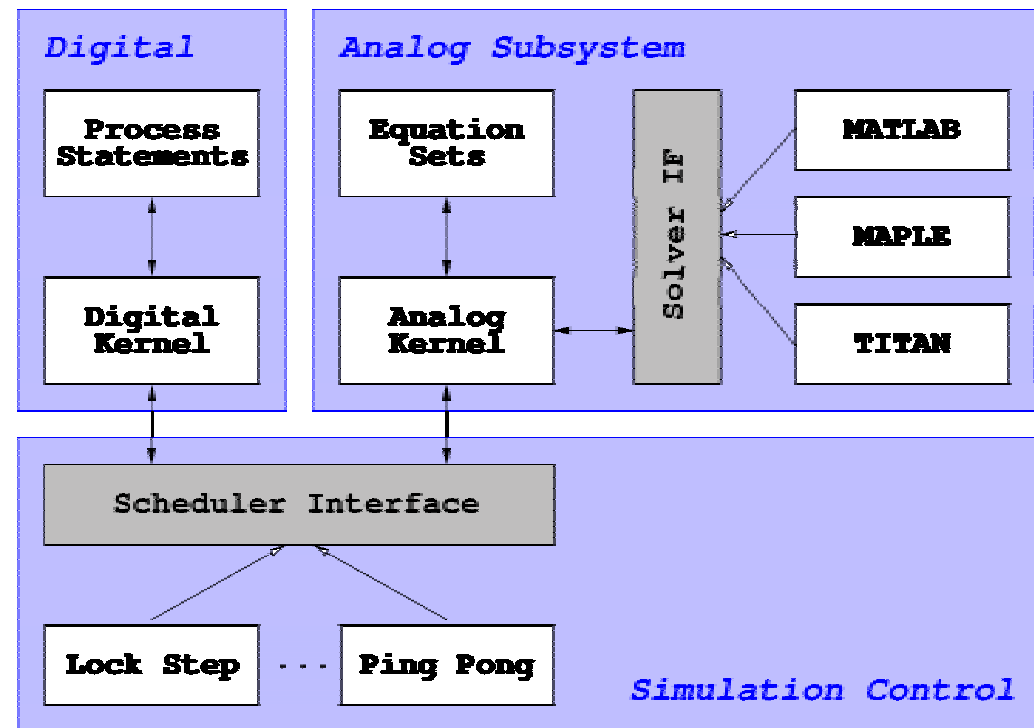 Digital
Process
Statements
Digital
Kernel
Analog Subsystem
Equation
Sets
Analog
Kernel
Solver IF
MATLAB
MAPLE
TITAN
Scheduler Interface
Lock Step
...
Ping Pong
Simulation Control